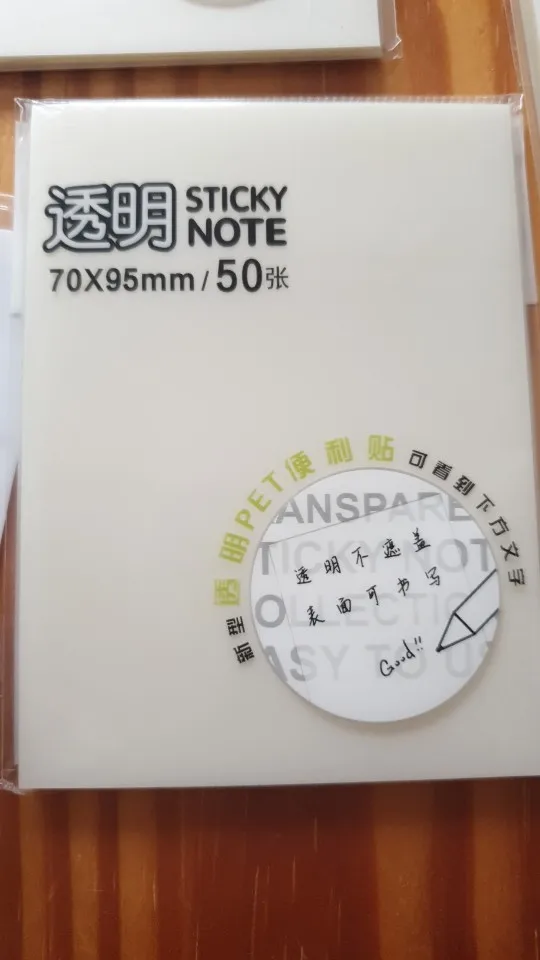 透明 STICKY NOTE
70X95mm / 50张
新型透明PET便利贴 可看到下方文字
ANSPARE
TICKY NOT
透明不遮盖
OLLECTIO
表面可书写
ASY TO U
Good!!